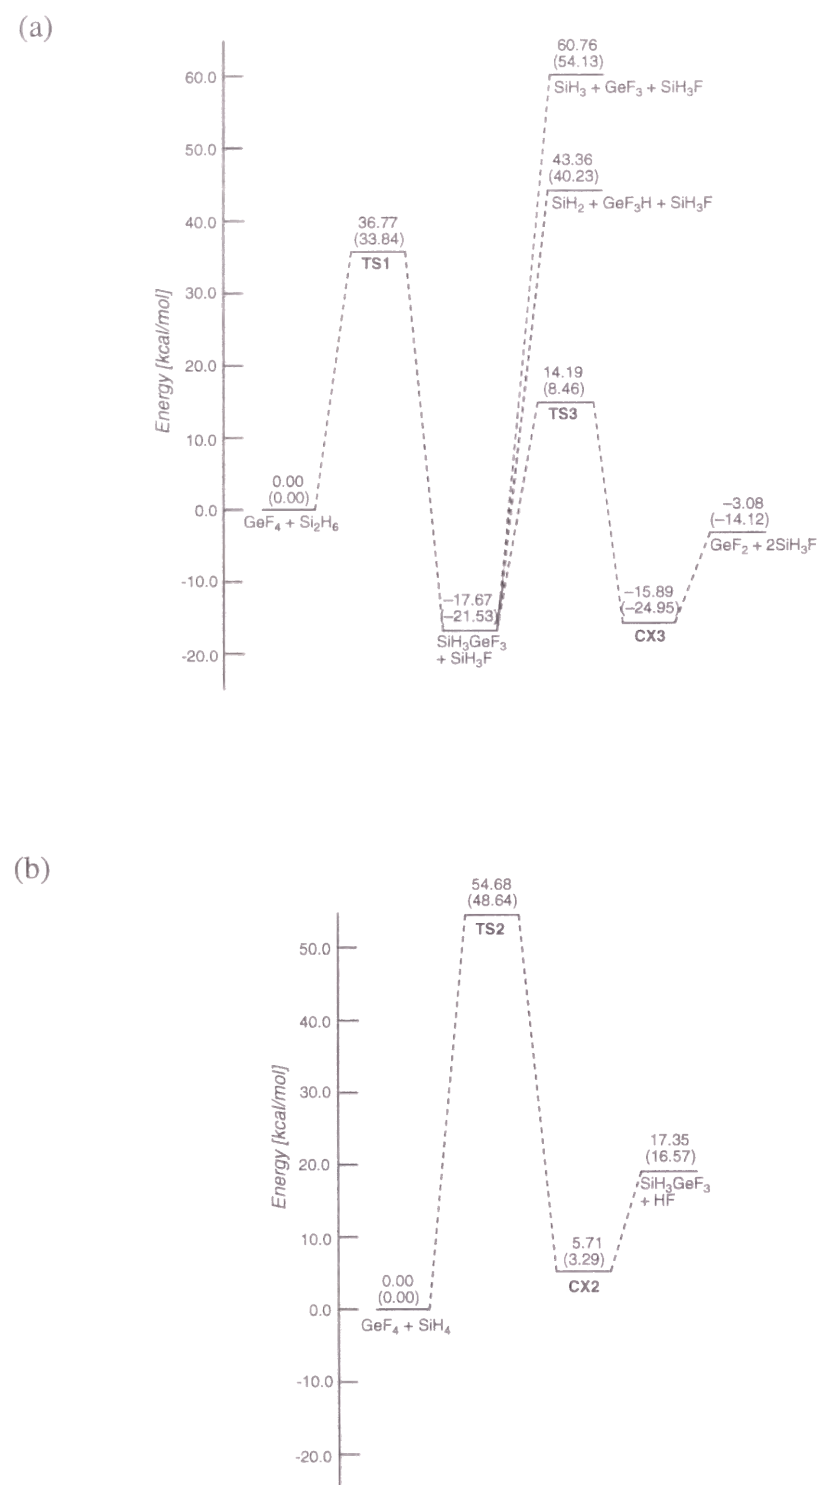 (a)
60.76
(54.13)
60.0
SiH₃ + GeF₃ + SiH₃F
50.0
43.36
(40.23)
SiH₂ + GeF₃H + SiH₃F
40.0
36.77
(33.84)
TS1
30.0
Energy [kcal/mol]
20.0
14.19
(8.46)
TS3
10.0
0.00
(0.00)
0.0
GeF₄ + Si₂H₆
−3.08
(−14.12)
GeF₂ + 2SiH₃F
-10.0
−17.67
(−21.53)
−15.89
(−24.95)
CX3
SiH₃GeF₃
+ SiH₃F
-20.0
(b)
54.68
(48.64)
TS2
50.0
40.0
30.0
Energy [kcal/mol]
20.0
17.35
(16.57)
SiH₃GeF₃
+ HF
10.0
5.71
(3.29)
CX2
0.00
(0.00)
0.0
GeF₄ + SiH₄
-10.0
-20.0